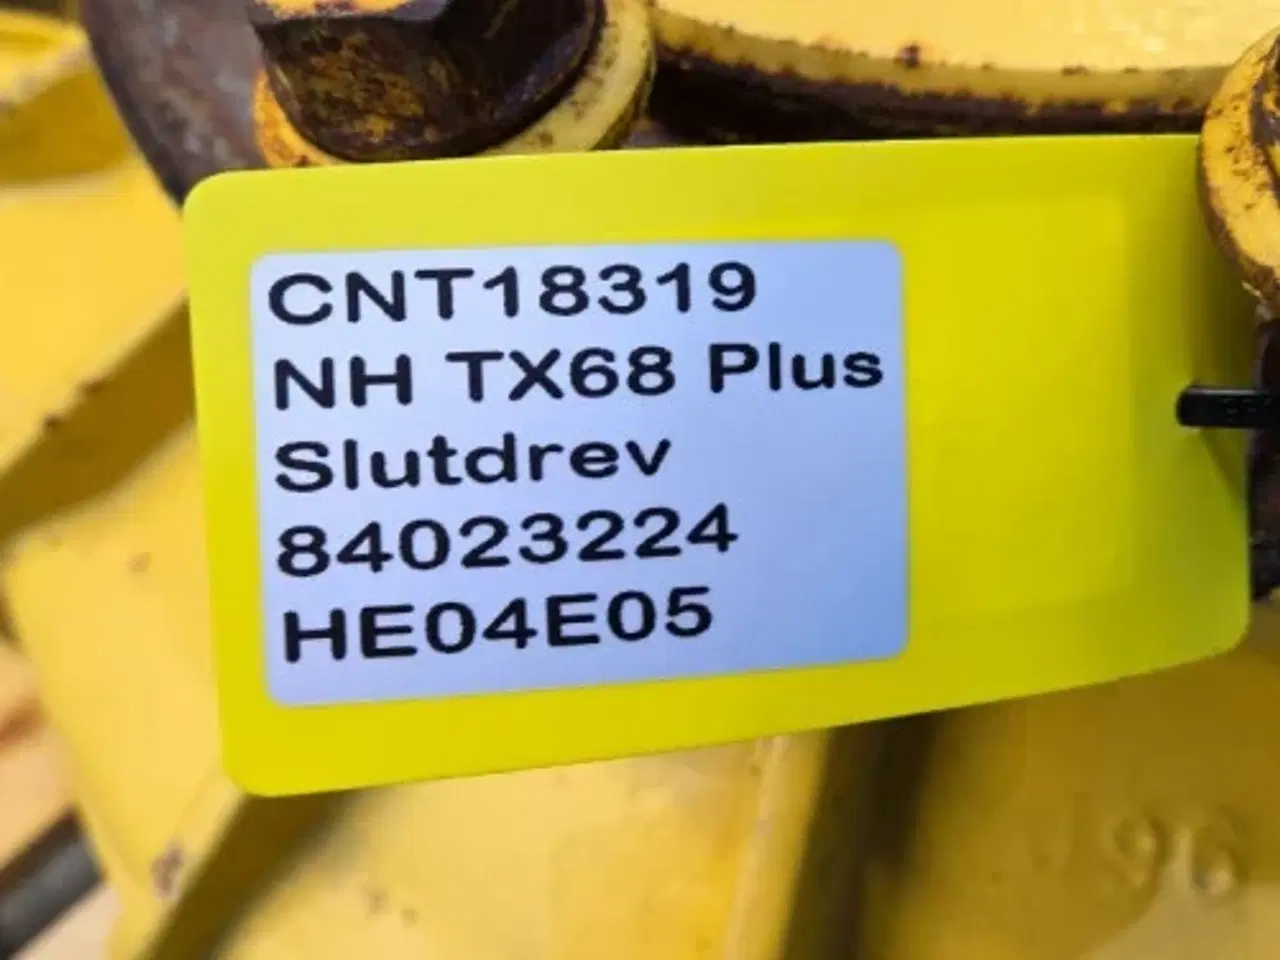 CNT18319
NH TX68 Plus
Slutdrev
84023224
HE04E05